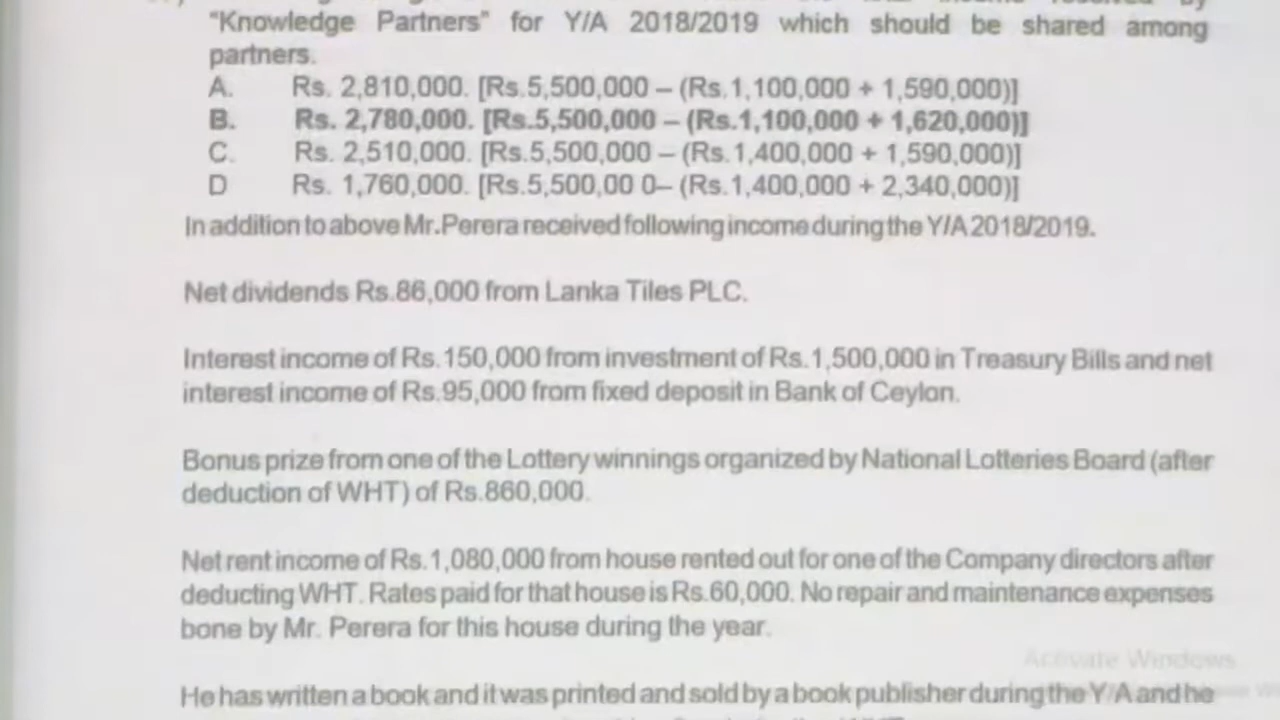 "Knowledge Partners" for Y/A 2018/2019 which should be shared among
partners.
A. Rs. 2,810,000. [Rs.5,500,000 – (Rs.1,100,000 + 1,590,000)]
B. Rs. 2,780,000. [Rs.5,500,000 – (Rs.1,100,000 + 1,620,000)]
C. Rs. 2,510,000. [Rs.5,500,000 – (Rs.1,400,000 + 1,590,000)]
D Rs. 1,760,000. [Rs.5,500,00 0– (Rs.1,400,000 + 2,340,000)]
In addition to above Mr.Perera received following income during the Y/A 2018/2019.
Net dividends Rs.86,000 from Lanka Tiles PLC.
Interest income of Rs.150,000 from investment of Rs.1,500,000 in Treasury Bills and net
interest income of Rs.95,000 from fixed deposit in Bank of Ceylon.
Bonus prize from one of the Lottery winnings organized by National Lotteries Board (after
deduction of WHT) of Rs.860,000.
Net rent income of Rs.1,080,000 from house rented out for one of the Company directors after
deducting WHT. Rates paid for that house is Rs.60,000. No repair and maintenance expenses
bone by Mr. Perera for this house during the year.
Activate Windows
He has written a book and it was printed and sold by a book publisher during the Y/A and he